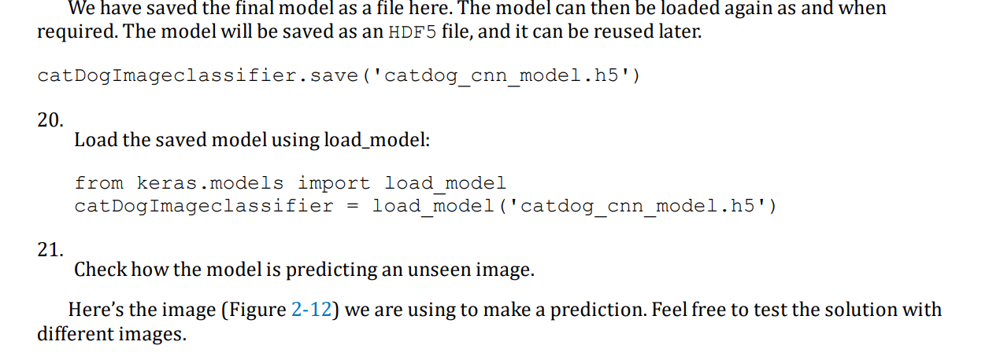 We have saved the final model as a file here. The model can then be loaded again as and when
required. The model will be saved as an HDF5 file, and it can be reused later.
catDogImageclassifier.save('catdog_cnn_model.h5')
20.
Load the saved model using load_model:
from keras.models import load_model
catDogImageclassifier = load_model('catdog_cnn_model.h5')
21.
Check how the model is predicting an unseen image.
Here’s the image (Figure 2-12) we are using to make a prediction. Feel free to test the solution with
different images.